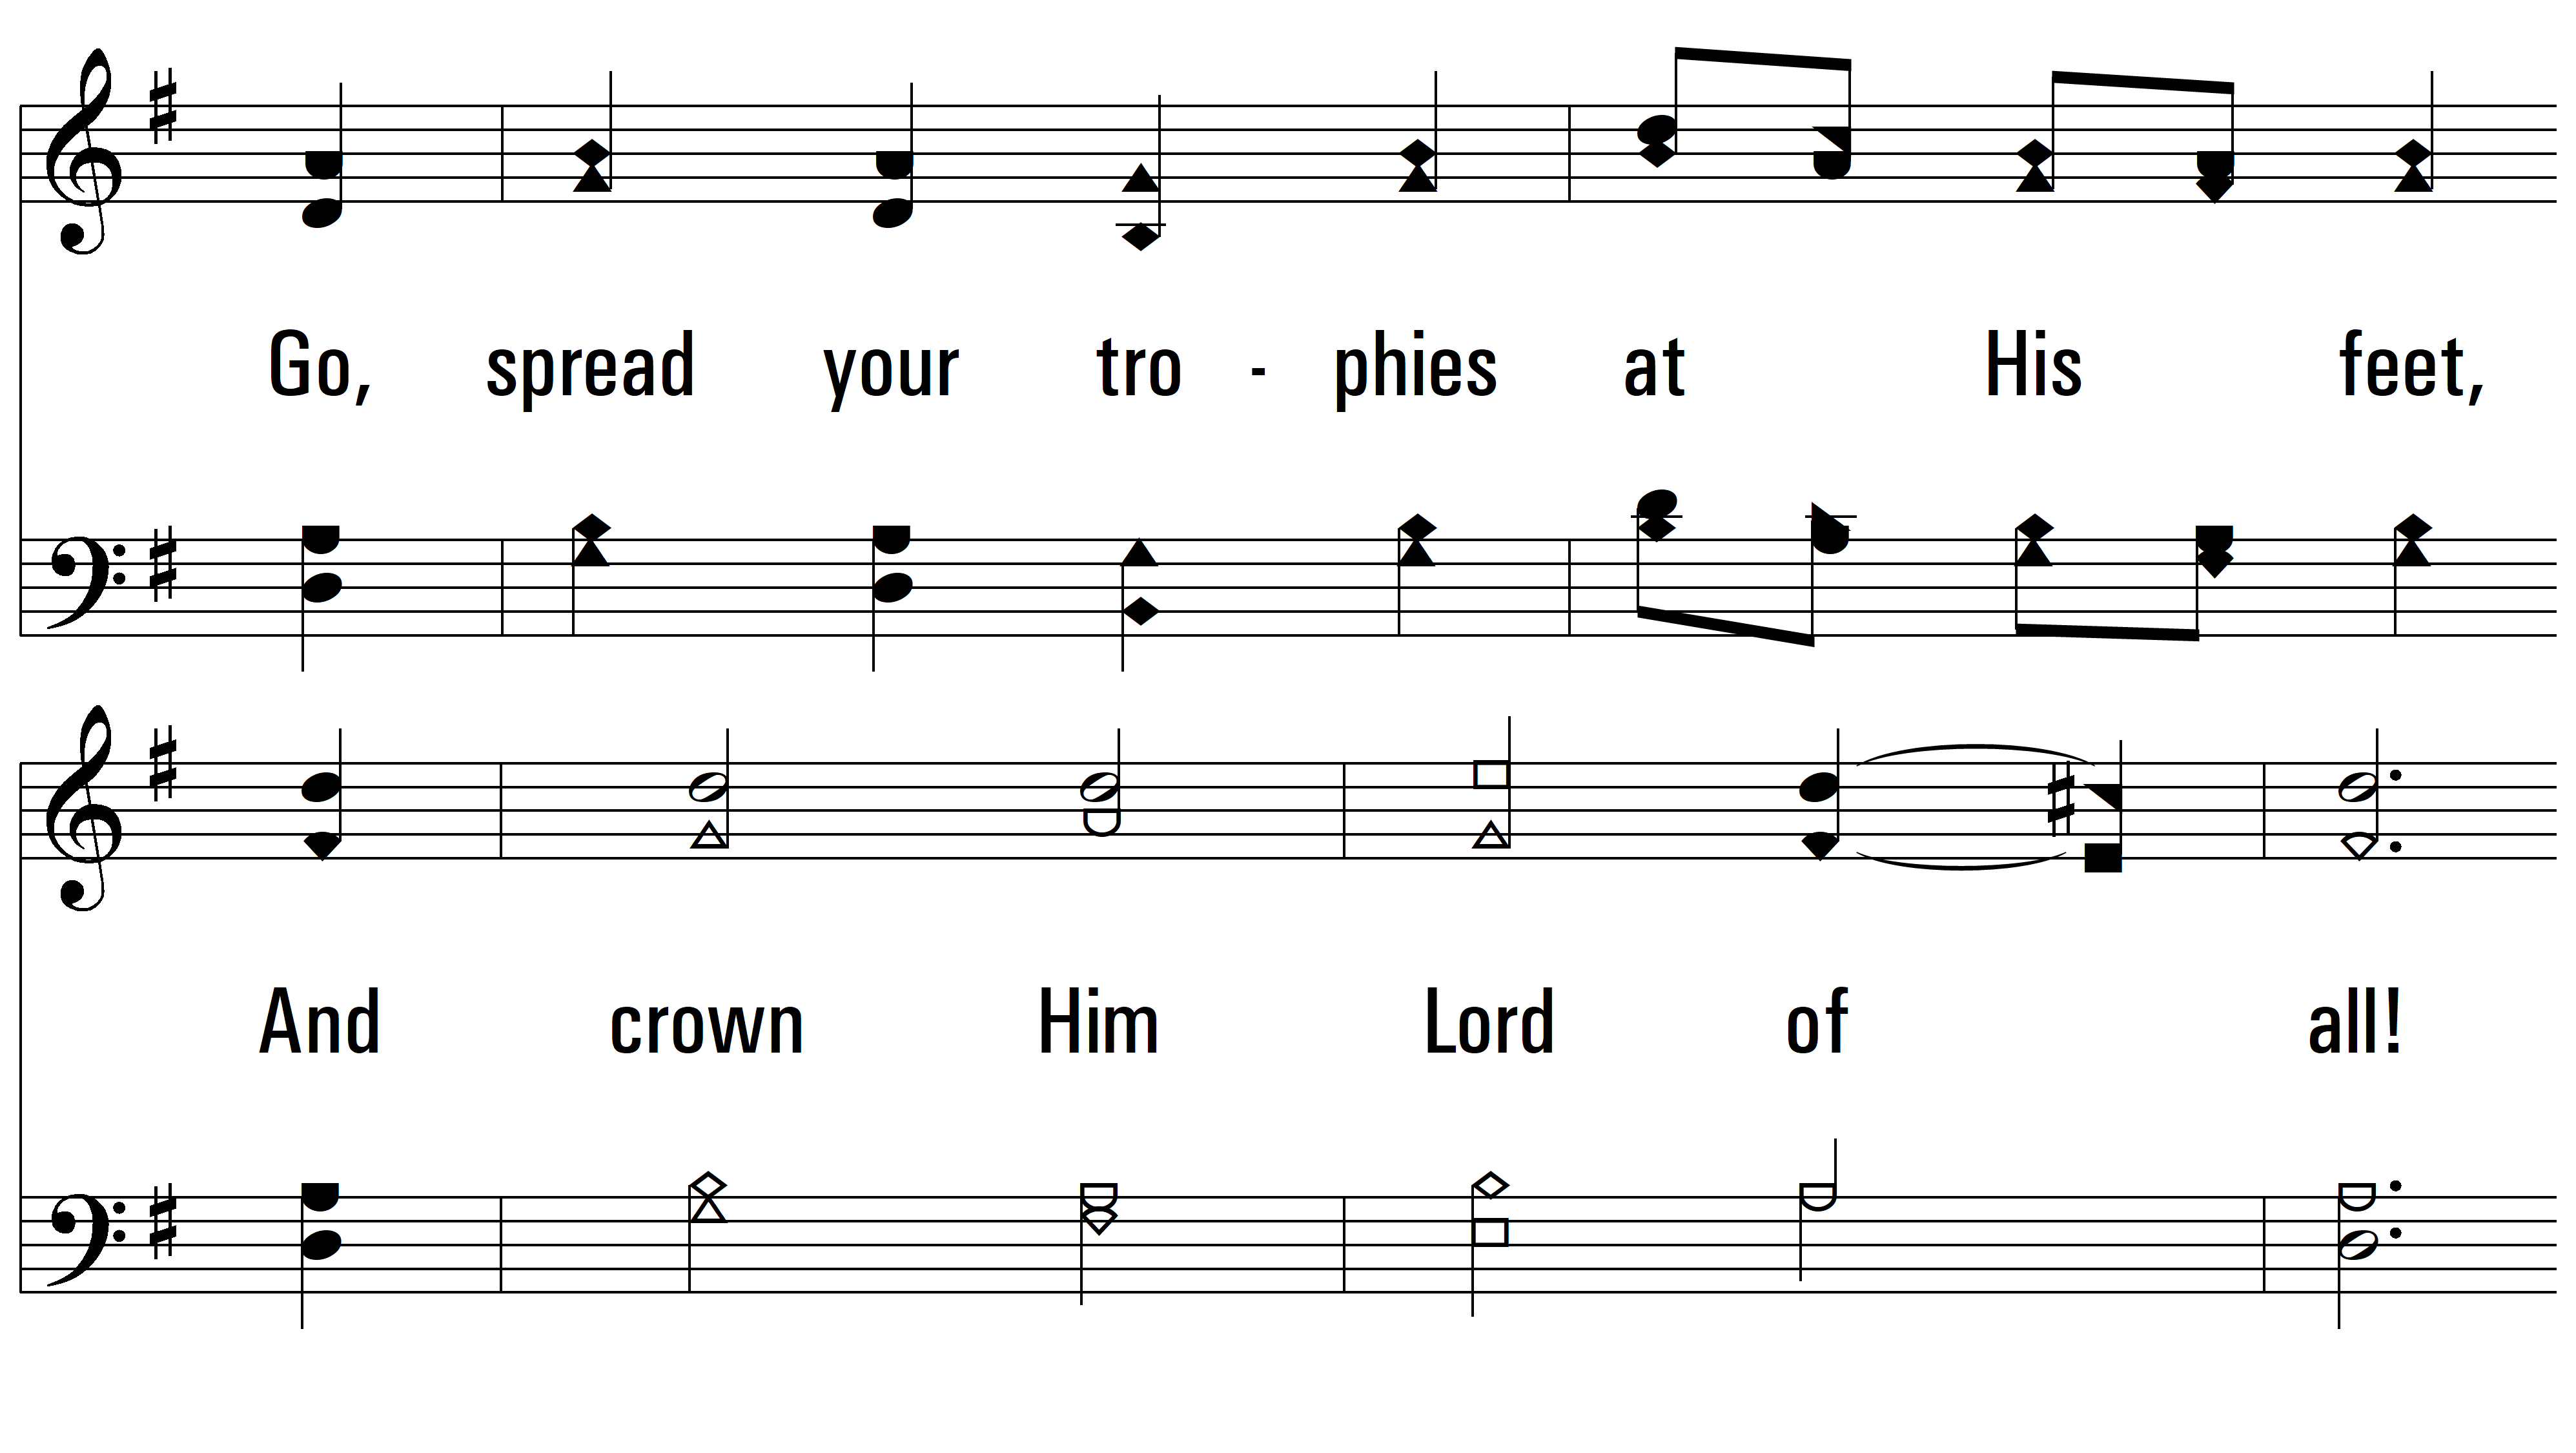 Go, spread your tro - phies at His feet,
And crown Him Lord of all!